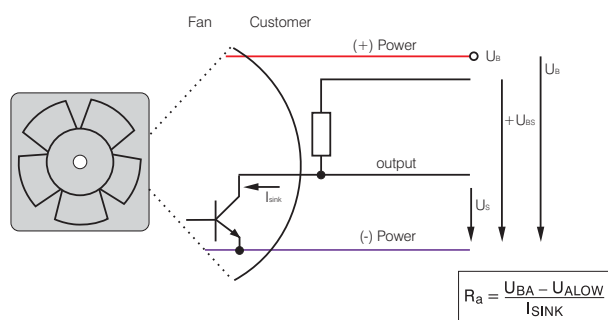 Fan Customer
(+) Power
UB
UB
+UBS
output
Isink
US
(-) Power
Ra = UBA – UALOW
ISINK